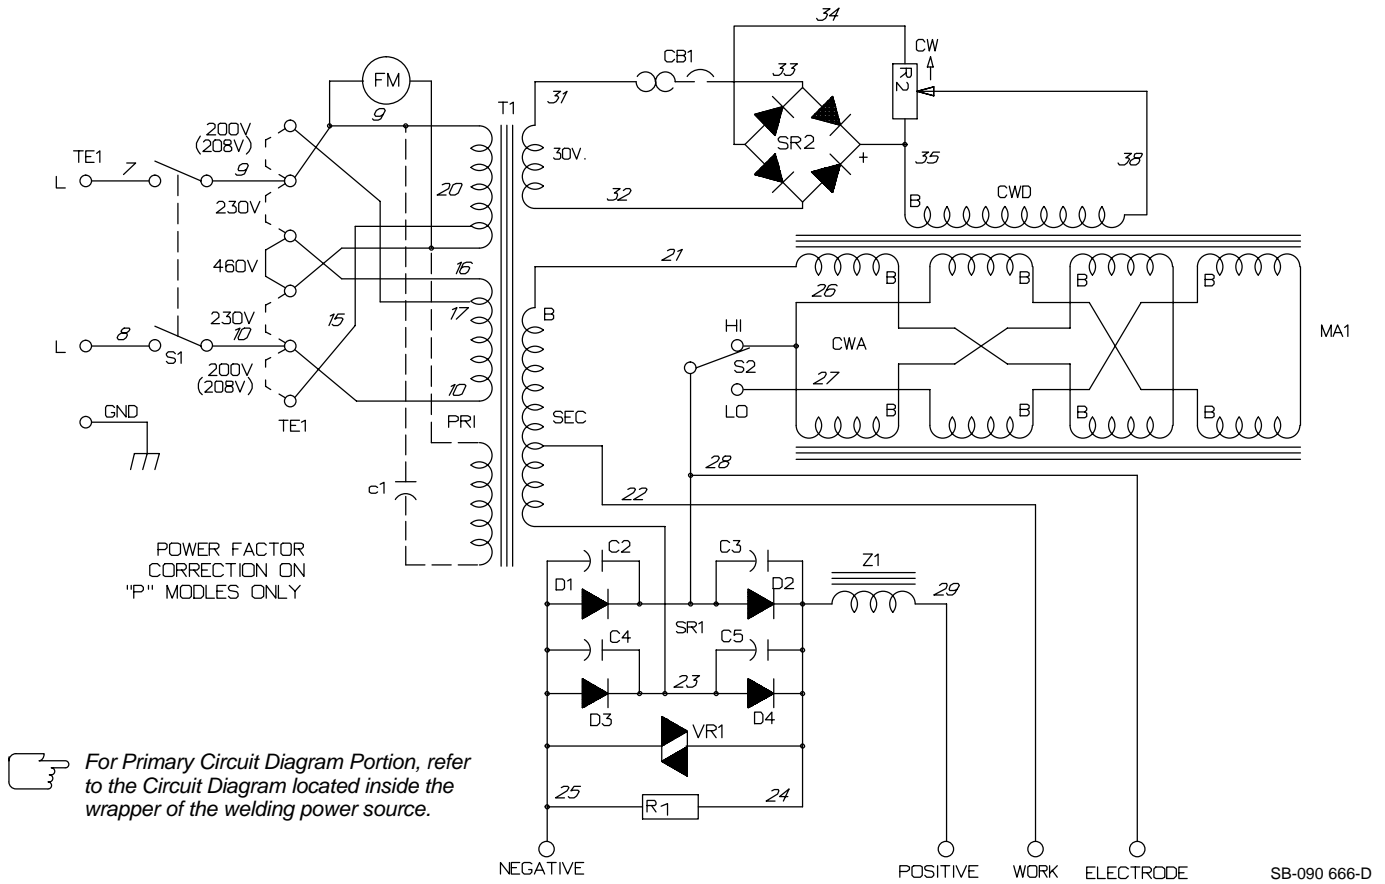 34
CB1
33
CW
R2
FM
9
31
T1
200V
(208V)
TE1
7
9
L
20
30V.
SR2
+
35
38
230V
32
B
CWD
460V
16
21
B
B
B
B
26
230V
15
17
B
HI
8
10
S2
CWA
MA1
L
S1
200V
(208V)
10
27
LO
GND
TE1
PRI
SEC
B
B
B
B
28
c1
22
POWER FACTOR
CORRECTION ON
"P" MODLES ONLY
C2
C3
Z1
D1
D2
29
SR1
C4
C5
23
D3
D4
VR1
For Primary Circuit Diagram Portion, refer
to the Circuit Diagram located inside the
wrapper of the welding power source.
25
R1
24
NEGATIVE
POSITIVE
WORK
ELECTRODE
SB-090 666-D